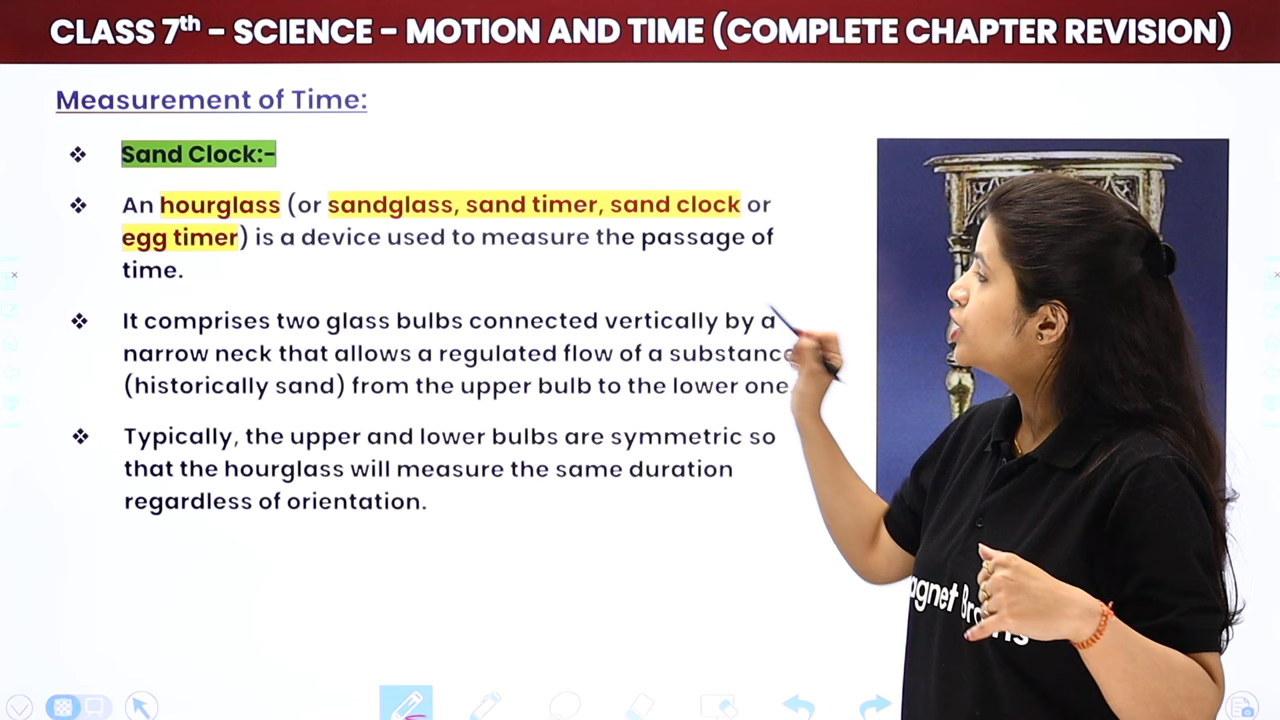 CLASS 7th – SCIENCE – MOTION AND TIME (COMPLETE CHAPTER REVISION)
Measurement of Time:
❖ Sand Clock:-
❖ An hourglass (or sandglass, sand timer, sand clock or
egg timer) is a device used to measure the passage of
time.
❖ It comprises two glass bulbs connected vertically by a
narrow neck that allows a regulated flow of a substance
(historically sand) from the upper bulb to the lower one
❖ Typically, the upper and lower bulbs are symmetric so
that the hourglass will measure the same duration
regardless of orientation.
agnet Br